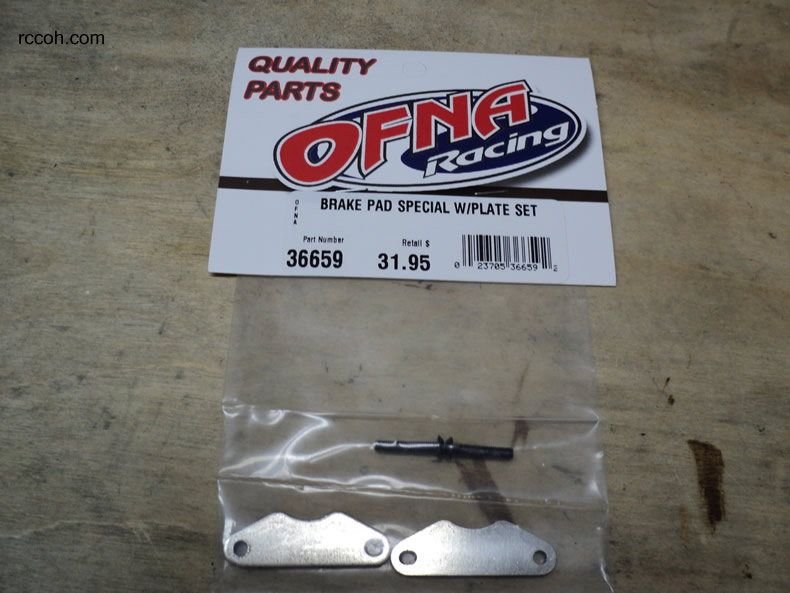 rccoh.com
QUALITY
PARTS
OFNA
Racing
OFNA
BRAKE PAD SPECIAL W/PLATE SET
Part Number
Retail $
36659
31.95
0 23705 36659 2